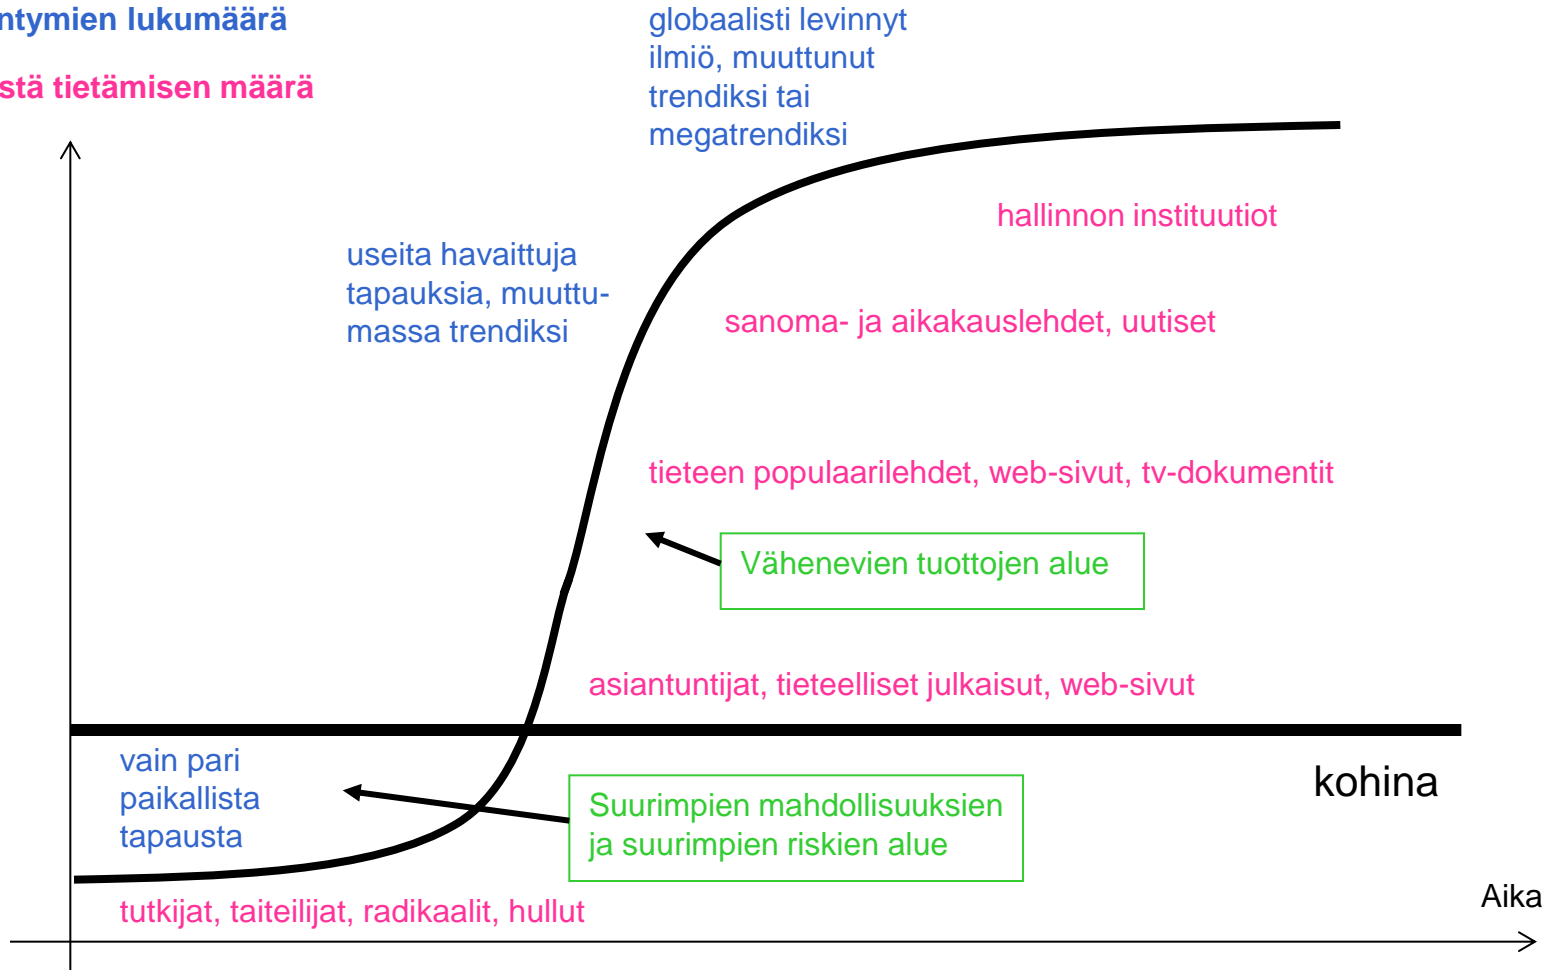 ntymien lukumäärä
stä tietämisen määrä
globaalisti levinnyt
ilmiö, muuttunut
trendiksi tai
megatrendiksi
hallinnon instituutiot
useita havaittuja
tapauksia, muuttu-
massa trendiksi
sanoma- ja aikakauslehdet, uutiset
tieteen populaarilehdet, web-sivut, tv-dokumentit
Vähenevien tuottojen alue
asiantuntijat, tieteelliset julkaisut, web-sivut
vain pari
paikallista
tapausta
kohina
Suurimpien mahdollisuuksien
ja suurimpien riskien alue
tutkijat, taiteilijat, radikaalit, hullut
Aika